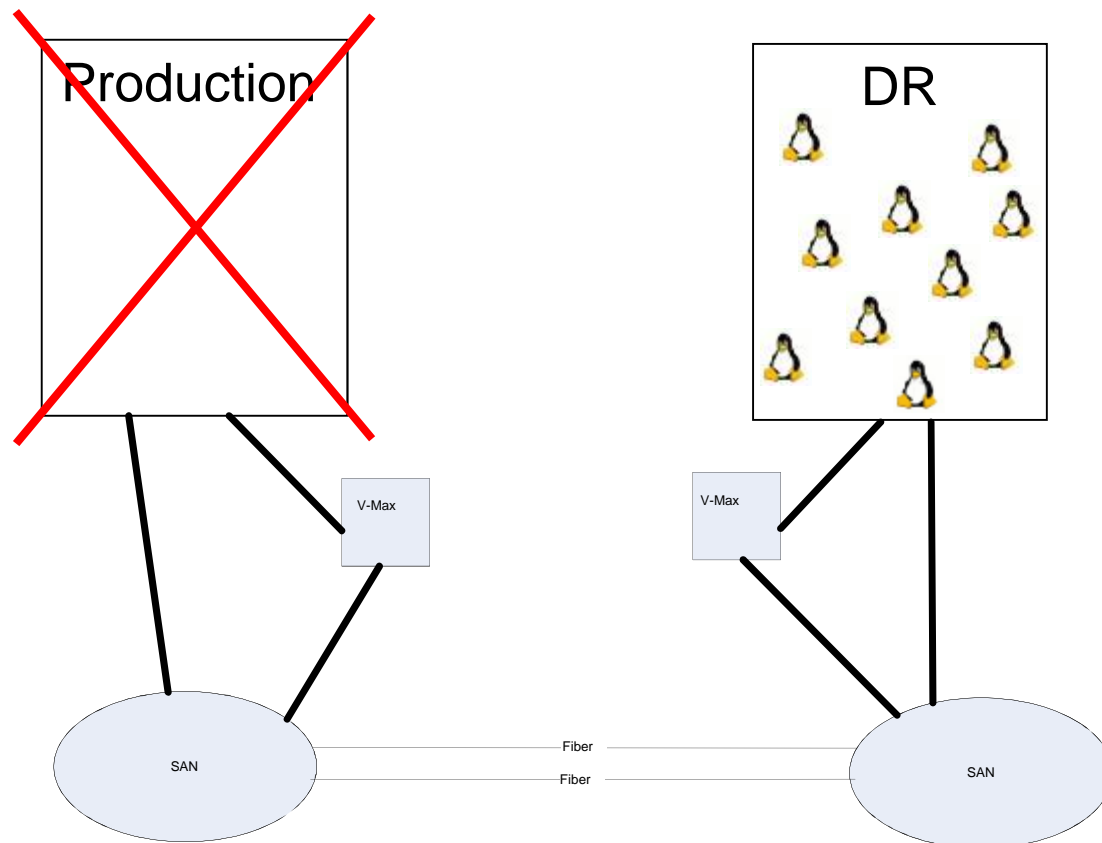 Production
DR
V-Max
V-Max
Fiber
Fiber
SAN
SAN